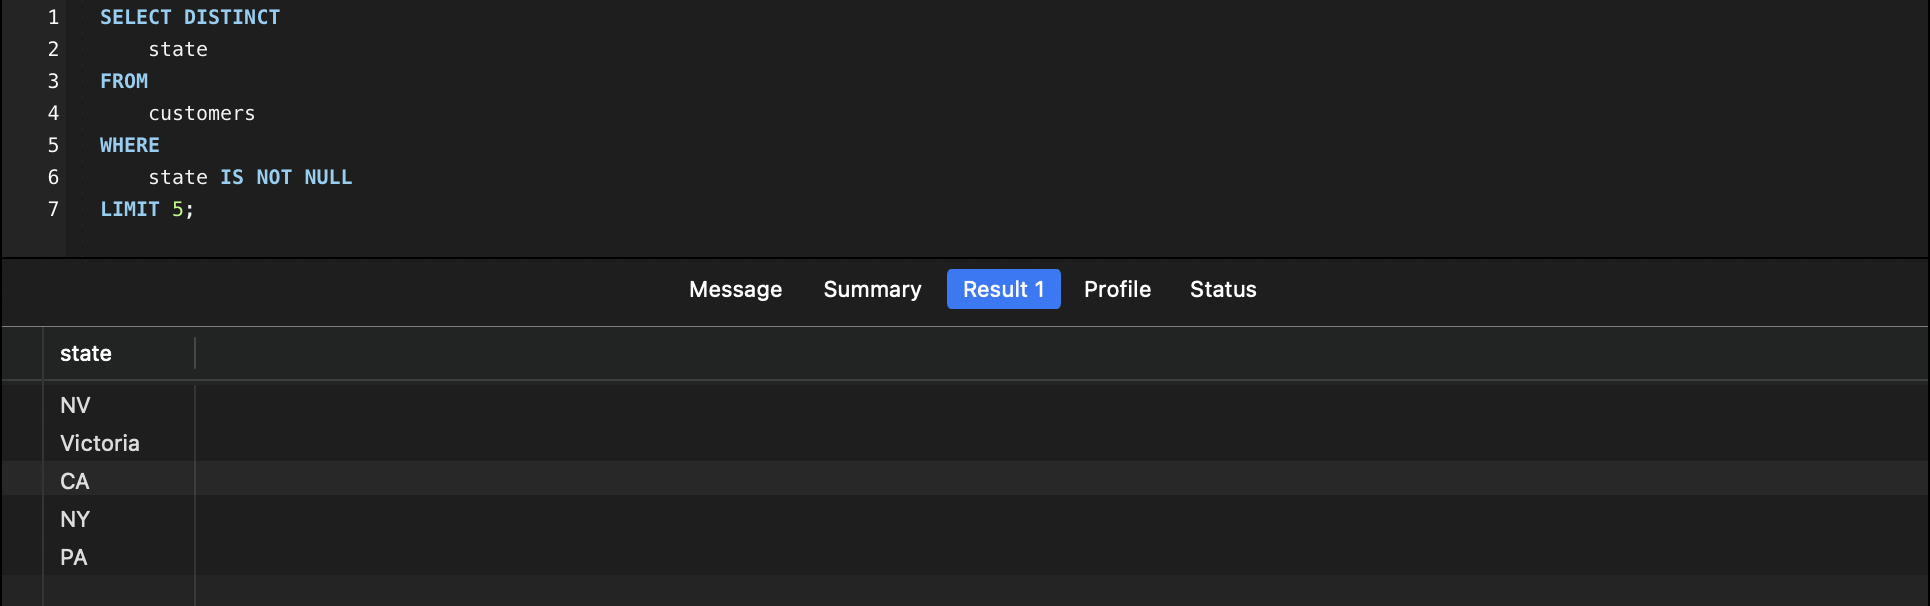 1 SELECT DISTINCT
2     state
3 FROM
4     customers
5 WHERE
6     state IS NOT NULL
7 LIMIT 5;
Message Summary Result 1 Profile Status
state
NV
Victoria
CA
NY
PA